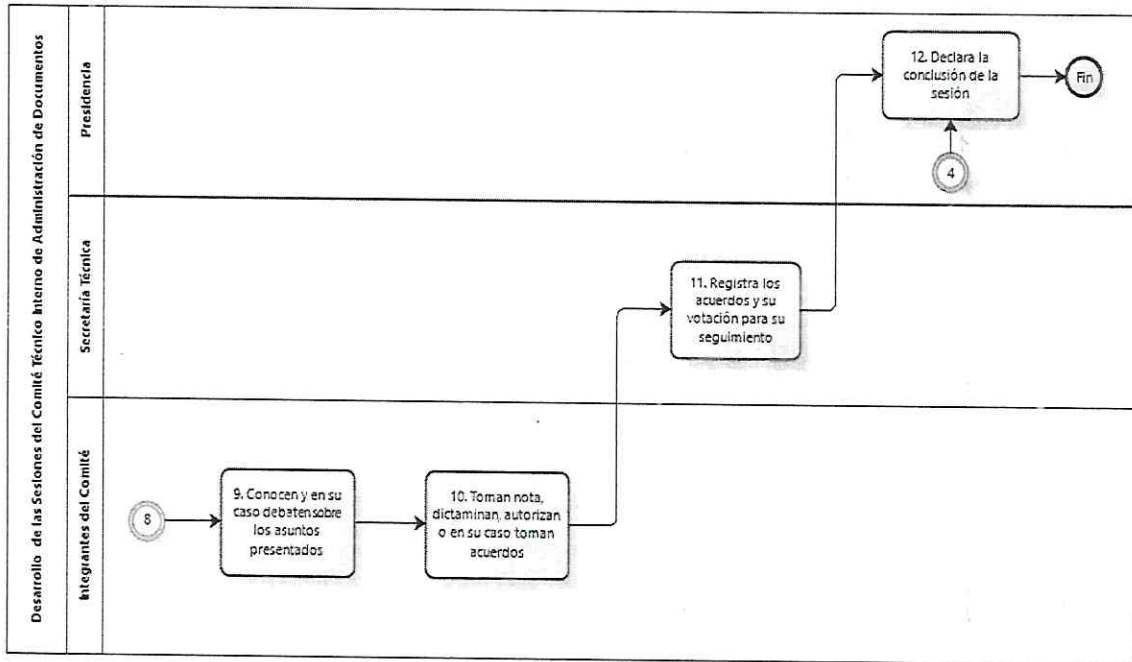 Desarrollo de las Sesiones del Comité Técnico Interno de Administración de Documentos
Presidencia
12. Declara la
conclusión de la
sesión
Fin
4
Secretaría Técnica
11. Registra los
acuerdos y su
votación para su
seguimiento
Integrantes del Comité
8
9. Conocen y en su
caso debaten sobre
los asuntos
presentados
10. Toman nota,
dictaminan, autorizan
o en su caso toman
acuerdos